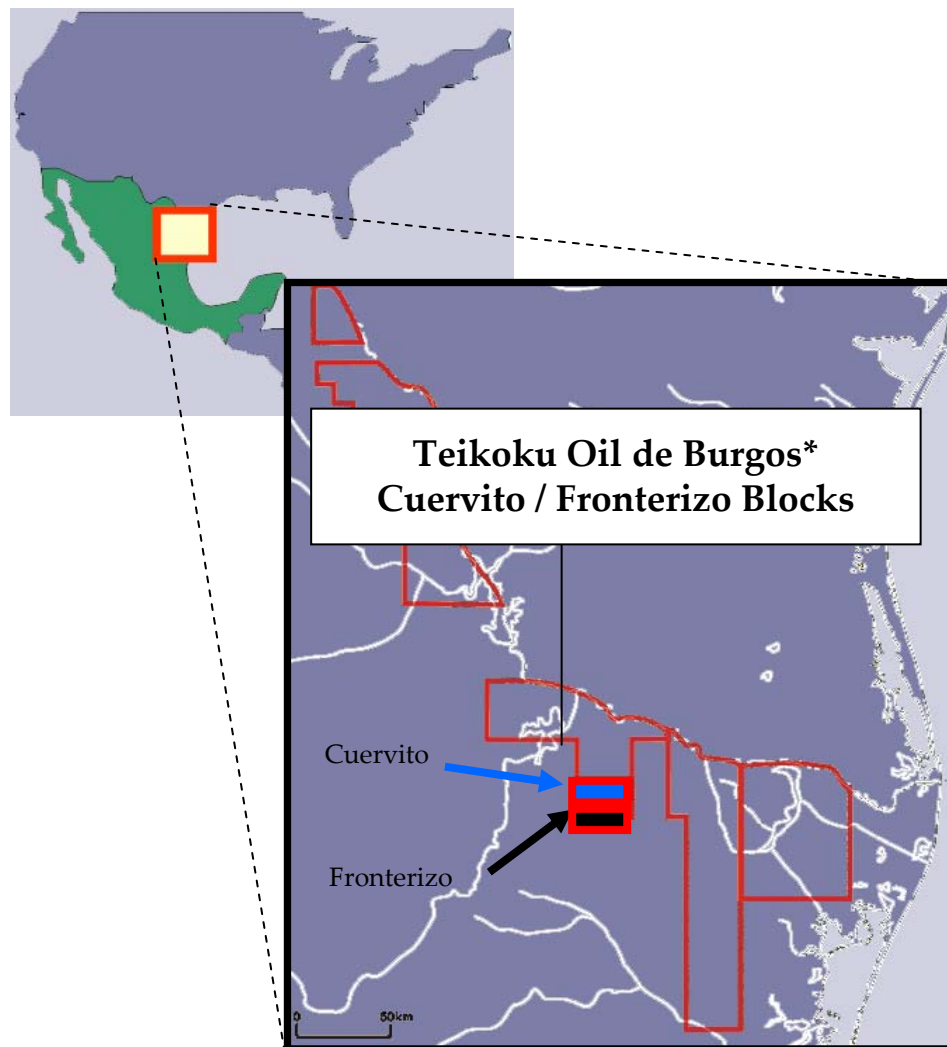 Teikoku Oil de Burgos*
Cuervito / Fronterizo Blocks
Cuervito
Fronterizo
0 50km